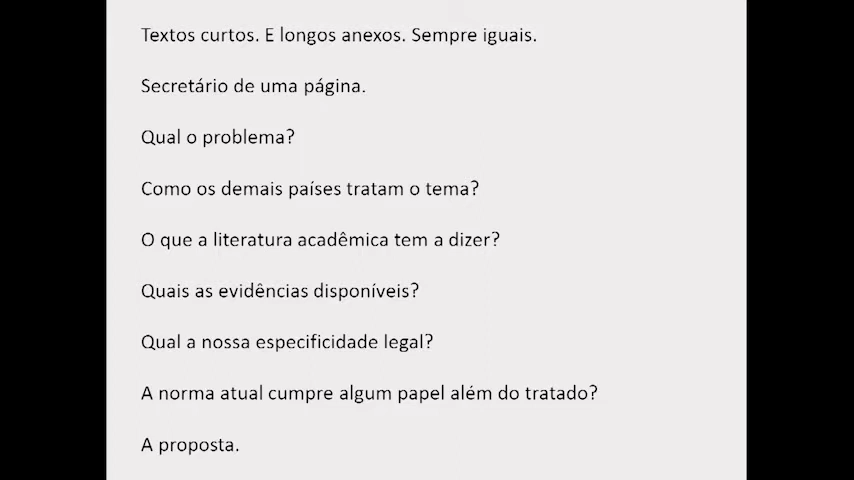 Textos curtos. E longos anexos. Sempre iguais.
Secretário de uma página.
Qual o problema?
Como os demais países tratam o tema?
O que a literatura acadêmica tem a dizer?
Quais as evidências disponíveis?
Qual a nossa especificidade legal?
A norma atual cumpre algum papel além do tratado?
A proposta.